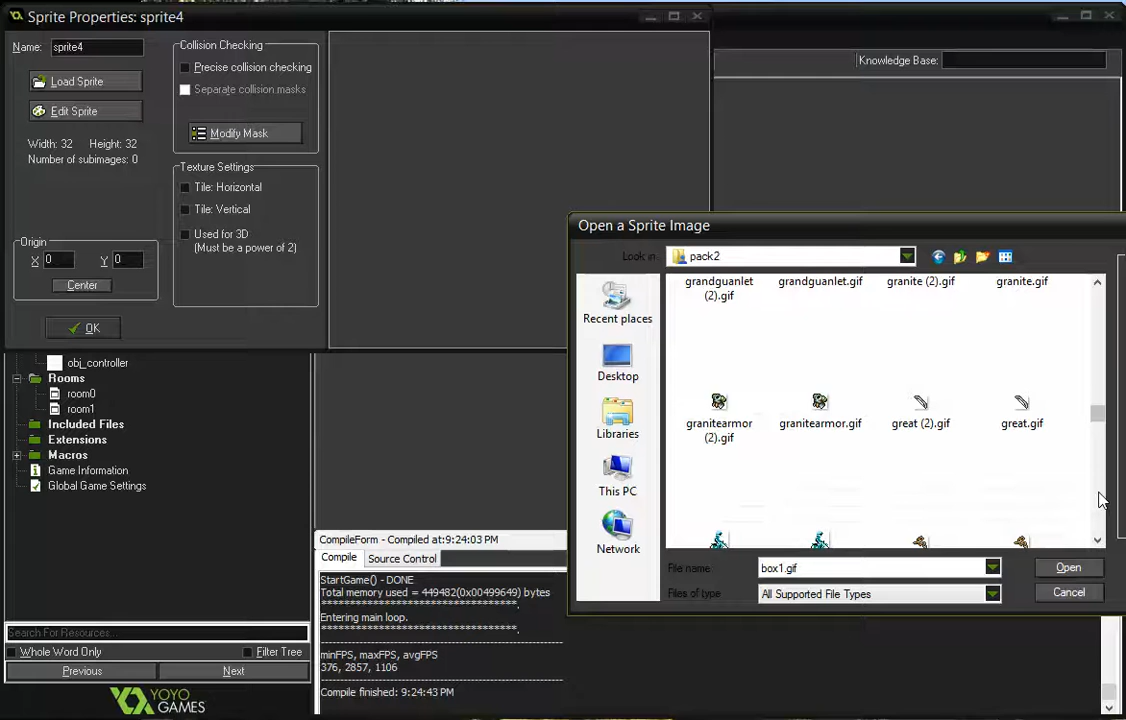 Sprite Properties: sprite4
Name: sprite4
Load Sprite
Edit Sprite
Width: 32 Height: 32
Number of subimages: 0
Origin
X 0 Y 0
Center
OK
Collision Checking
Precise collision checking
Separate collision masks
Modify Mask
Texture Settings
Tile: Horizontal
Tile: Vertical
Used for 3D
(Must be a power of 2)
Knowledge Base:
Open a Sprite Image
Look in: pack2
Recent places
Desktop
Libraries
This PC
Network
grandguanlet (2).gif
grandguanlet.gif
granite (2).gif
granite.gif
granitearmor (2).gif
granitearmor.gif
great (2).gif
great.gif
File name: box1.gif
Files of type: All Supported File Types
Open
Cancel
obj_controller
Rooms
room0
room1
Included Files
Extensions
Macros
Game Information
Global Game Settings
Search For Resources...
Whole Word Only Filter Tree
Previous Next
YOYO GAMES
CompileForm - Compiled at:9:24:03 PM
Compile Source Control
StartGame() - DONE
Total memory used = 449482(0x00499649) bytes
**********************************.
Entering main loop.
**********************************.
minFPS, maxFPS, avgFPS
376, 2857, 1106
Compile finished: 9:24:43 PM